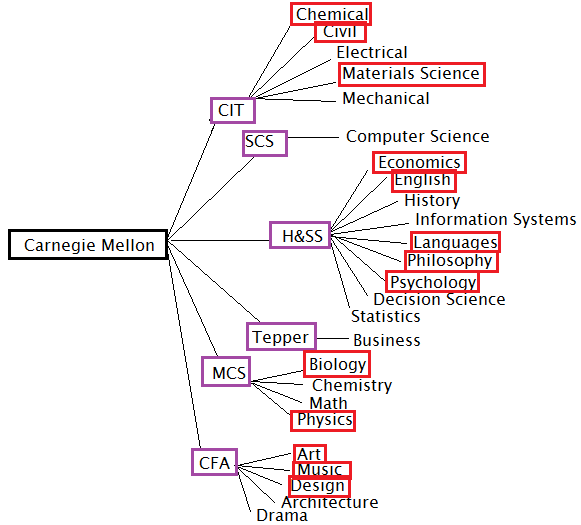 Chemical
Civil
Electrical
Materials Science
Mechanical
CIT
SCS
Computer Science
Economics
English
History
Information Systems
H&SS
Languages
Carnegie Mellon
Philosophy
Psychology
Decision Science
Statistics
Tepper
Business
Biology
MCS
Chemistry
Math
Physics
Art
CFA
Music
Design
Architecture
Drama